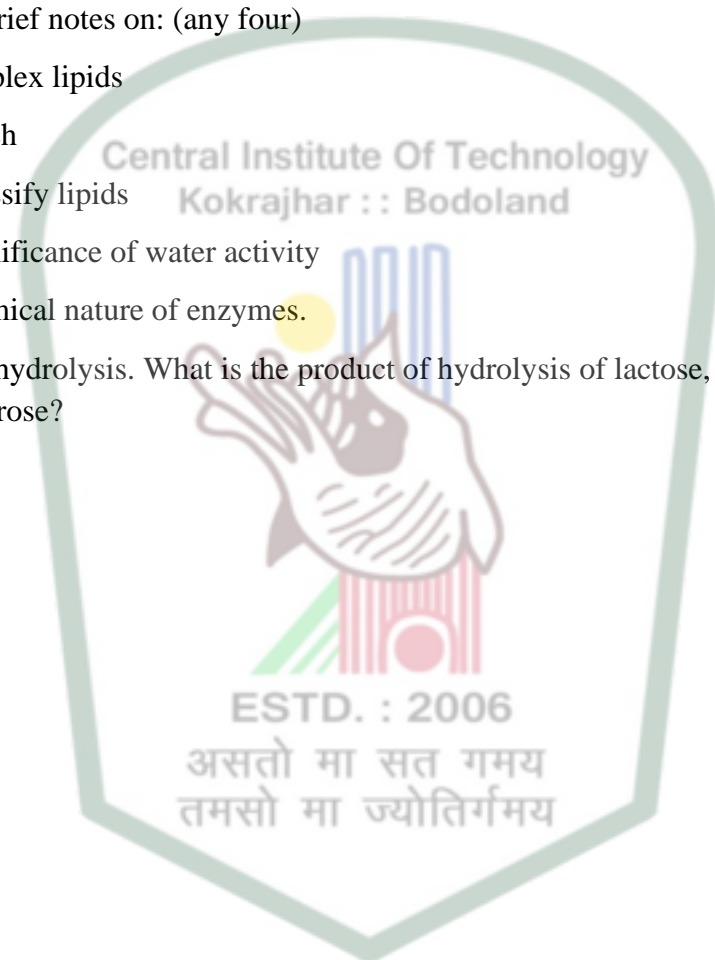 rief notes on: (any four)
plex lipids
h
Central Institute Of Technology
ssify lipids
Kokrajhar : : Bodoland
nificance of water activity
nical nature of enzymes.
hydrolysis. What is the product of hydrolysis of lactose,
rose?
ESTD. : 2006
असतो मा सत गमय
तमसो मा ज्योतिर्गमय